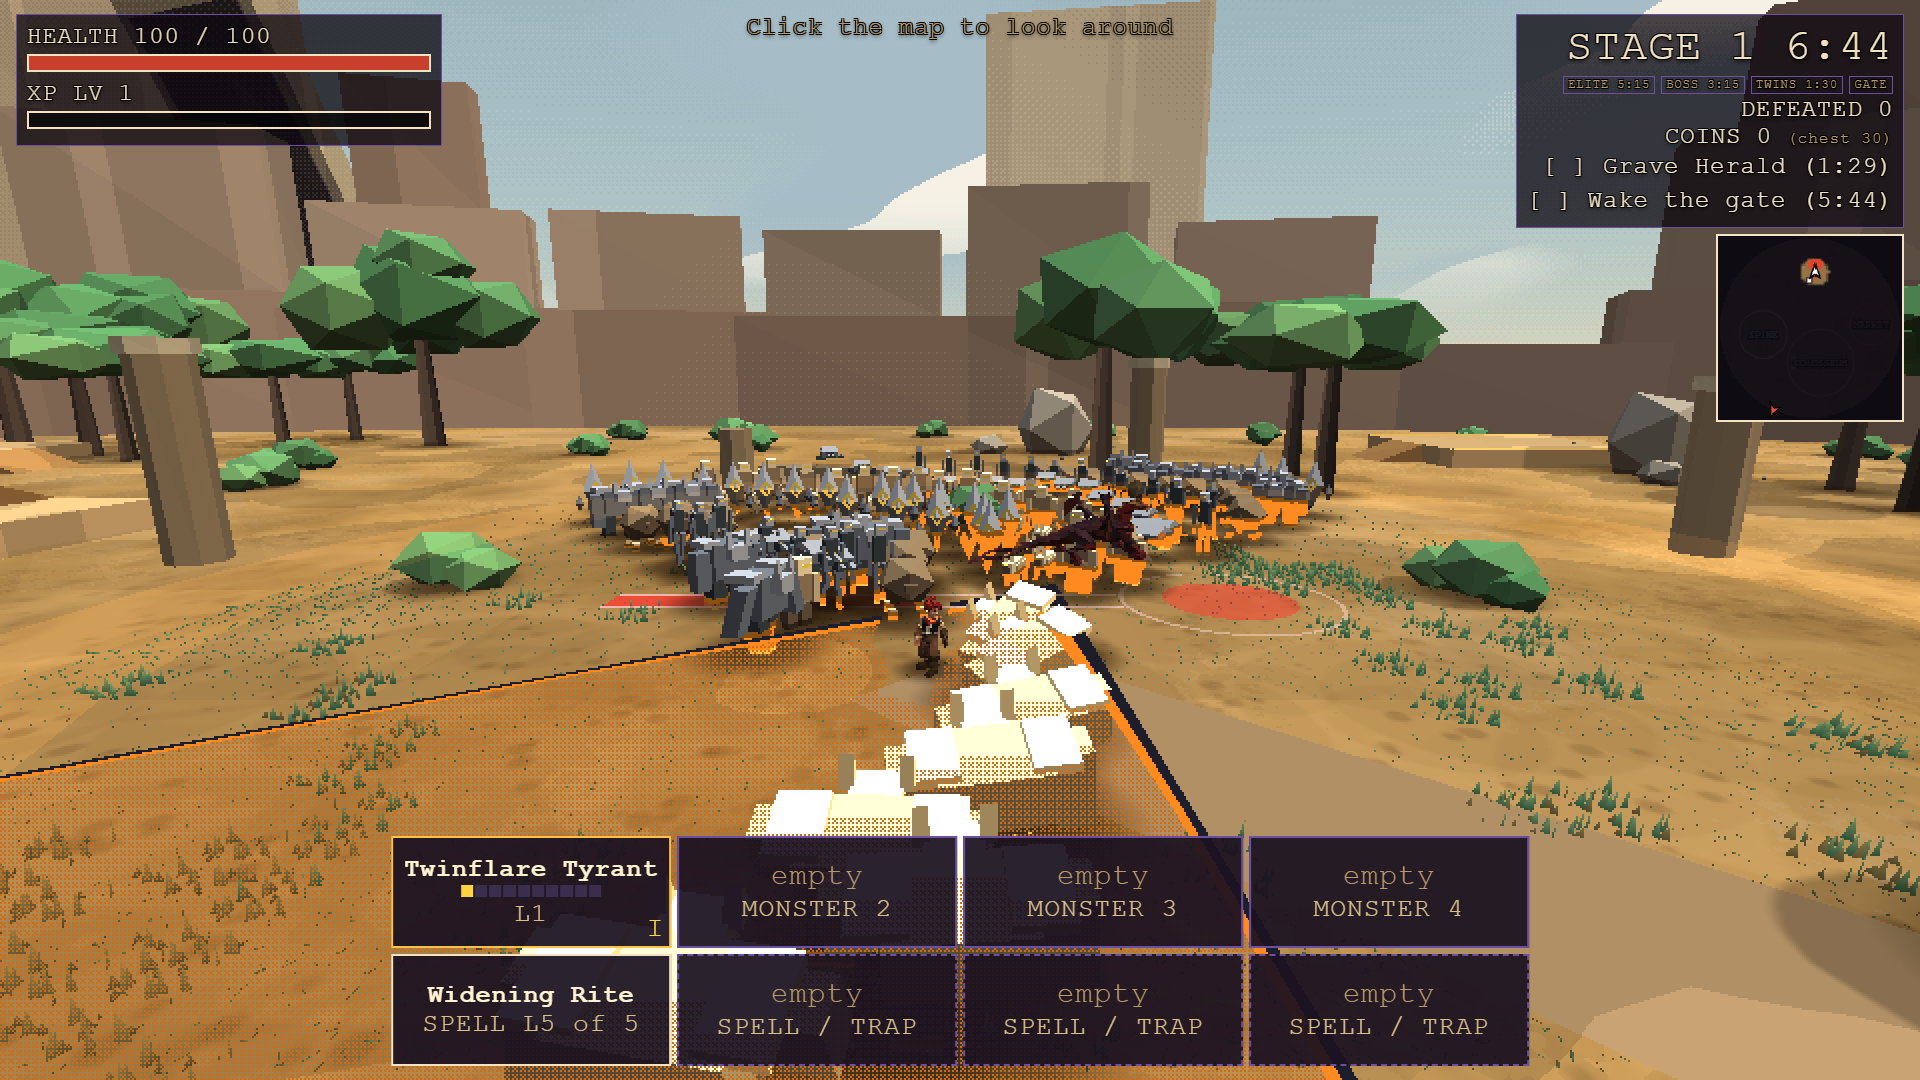 HEALTH 100 / 100
XP LV 1
Click the map to look around
STAGE 1 6:44
ELITE 5:15 BOSS 3:15 TWINS 1:30 GATE
DEFEATED 0
COINS 0 (chest 30)
[ ] Grave Herald (1:29)
[ ] Wake the gate (5:44)
Twinflare Tyrant
L1
I
empty
MONSTER 2
empty
MONSTER 3
empty
MONSTER 4
Widening Rite
SPELL L5 of 5
empty
SPELL / TRAP
empty
SPELL / TRAP
empty
SPELL / TRAP